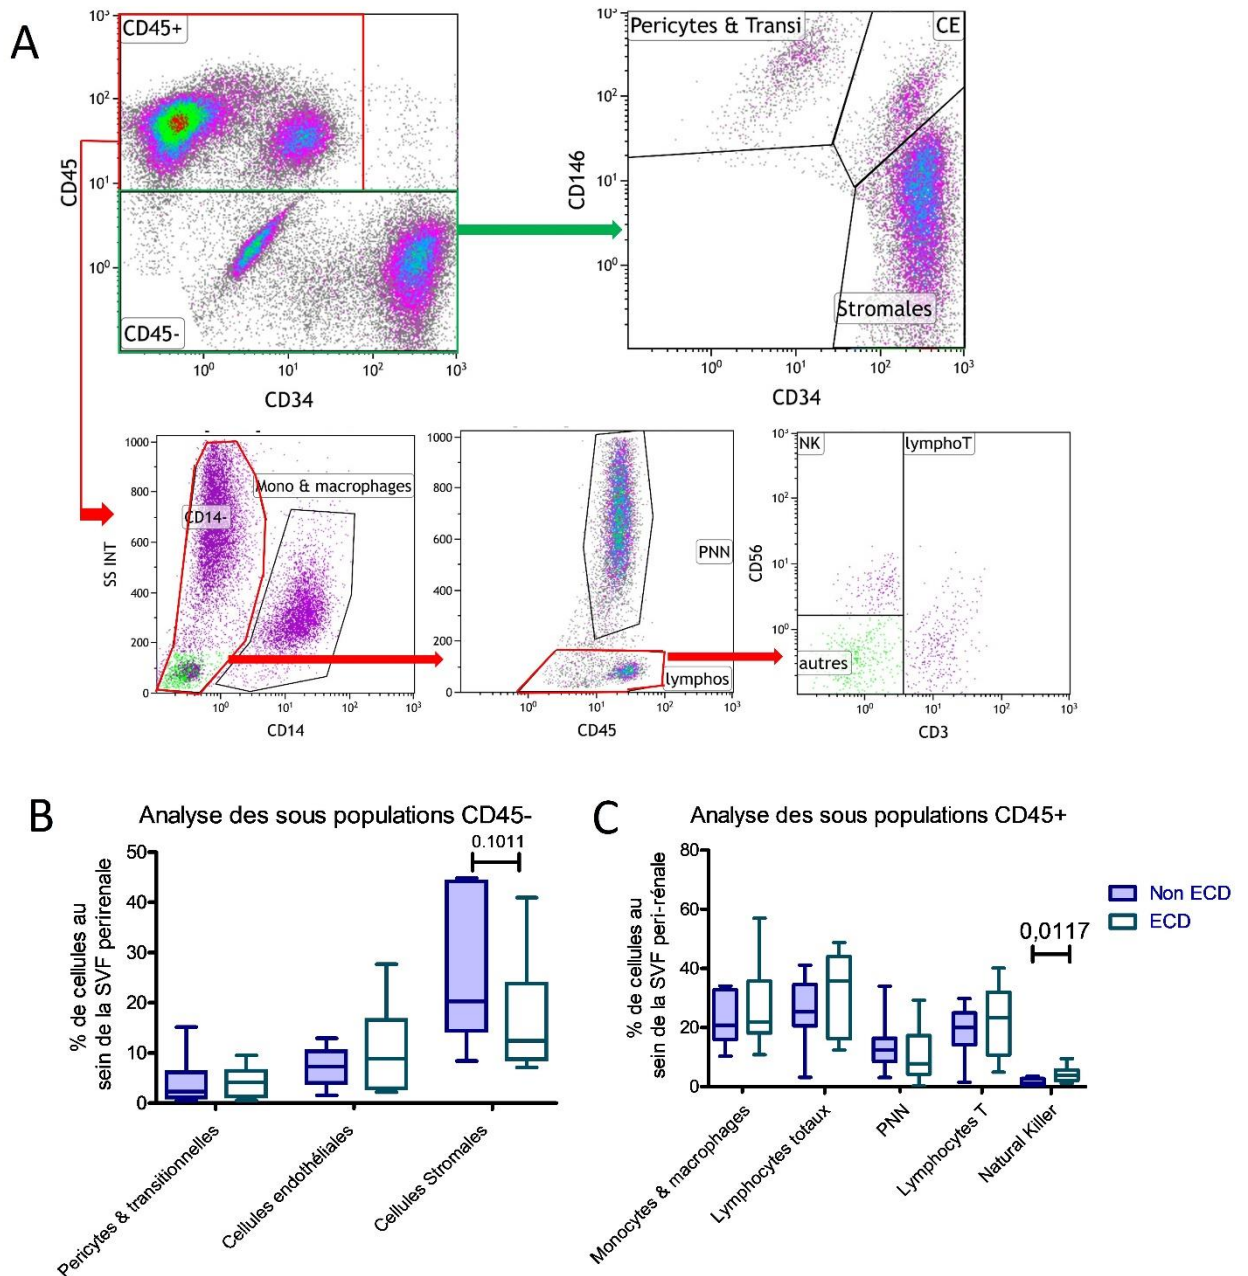 A
CD45+
10³
10²
10¹
10⁰
CD45
CD45-
10⁰ 10¹ 10² 10³
CD34
Pericytes & Transi
CE
10³
10²
10¹
10⁰
CD146
Stromales
10⁰ 10¹ 10² 10³
CD34
1000
800
600
400
200
0
SS INT
Mono & macrophages
CD14-
10⁰ 10¹ 10² 10³
CD14
1000
800
600
400
200
0
SS INT
PNN
lymphos
10⁰ 10¹ 10² 10³
CD45
10³
10²
10¹
10⁰
CD56
NK
lymphoT
autres
10⁰ 10¹ 10² 10³
CD3
B
Analyse des sous populations CD45-
0.1011
50
40
30
20
10
0
% de cellules au
sein de la SVF perirenale
Pericytes & transitionnelles
Cellules endothéliales
Cellules Stromales
C
Analyse des sous populations CD45+
80
60
40
20
0
% de cellules au
sein de la SVF peri-rénale
0,0117
Monocytes & macrophages
Lymphocytes totaux
PNN
Lymphocytes T
Natural Killer
Non ECD
ECD